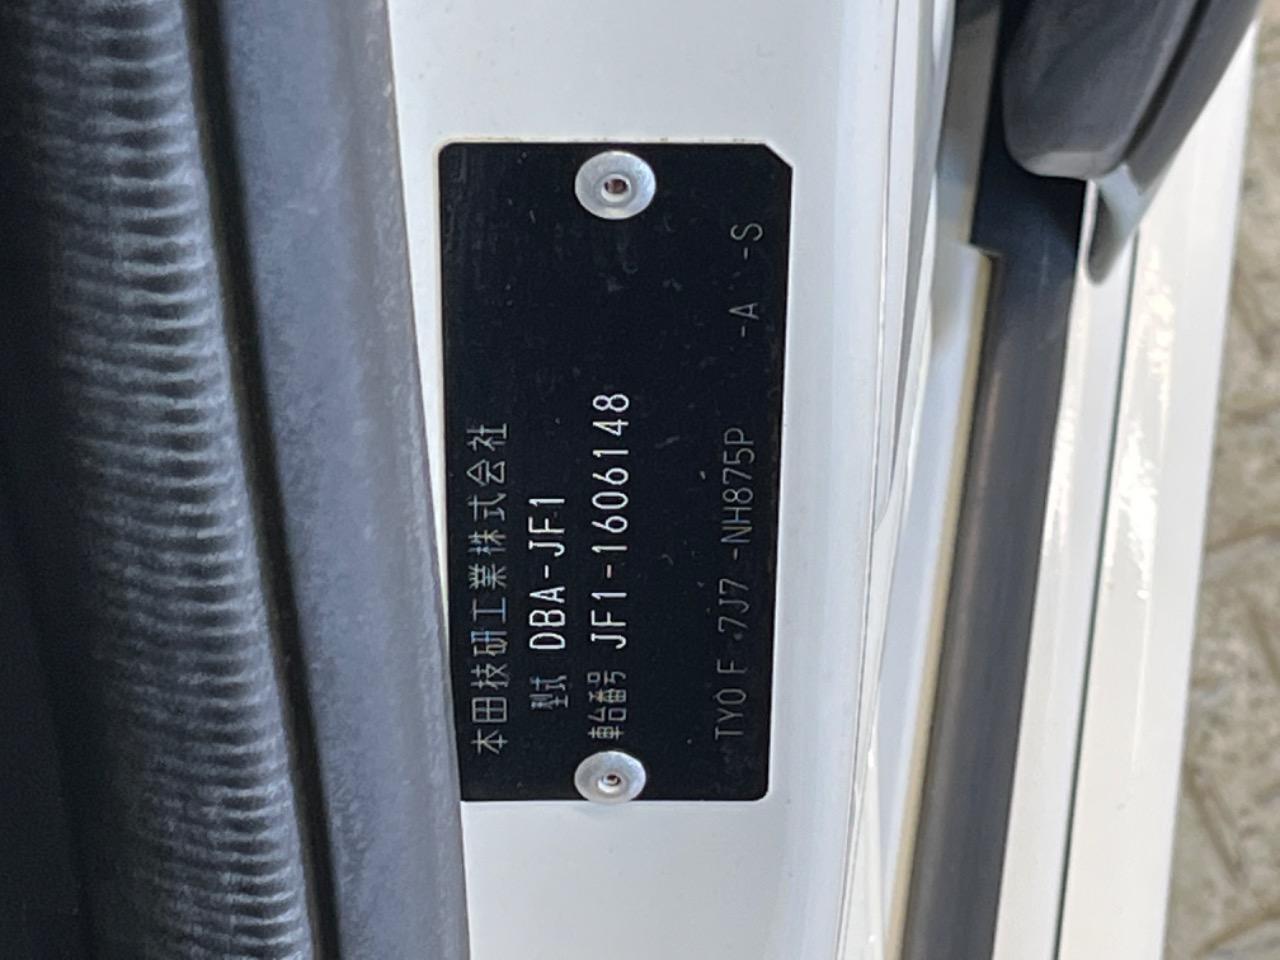 本田技研工業株式会社
型式 DBA-JF1
車台番号 JF1-1606148
TY0 F 7J7 -NH875P -A -S